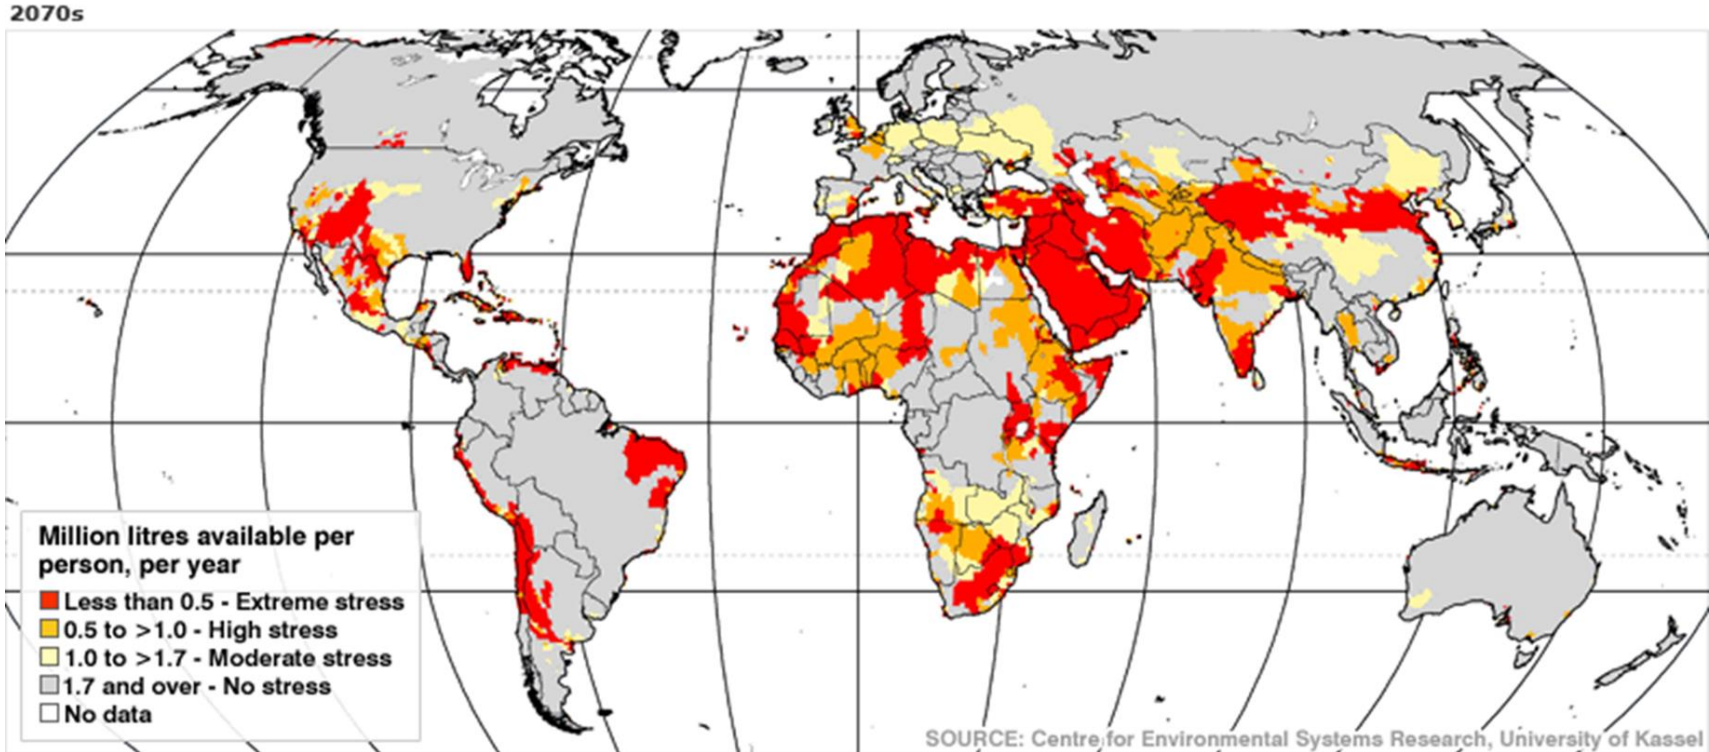 2070s
Million litres available per
person, per year
Less than 0.5 - Extreme stress
0.5 to >1.0 - High stress
1.0 to >1.7 - Moderate stress
1.7 and over - No stress
No data
SOURCE: Centre for Environmental Systems Research, University of Kassel